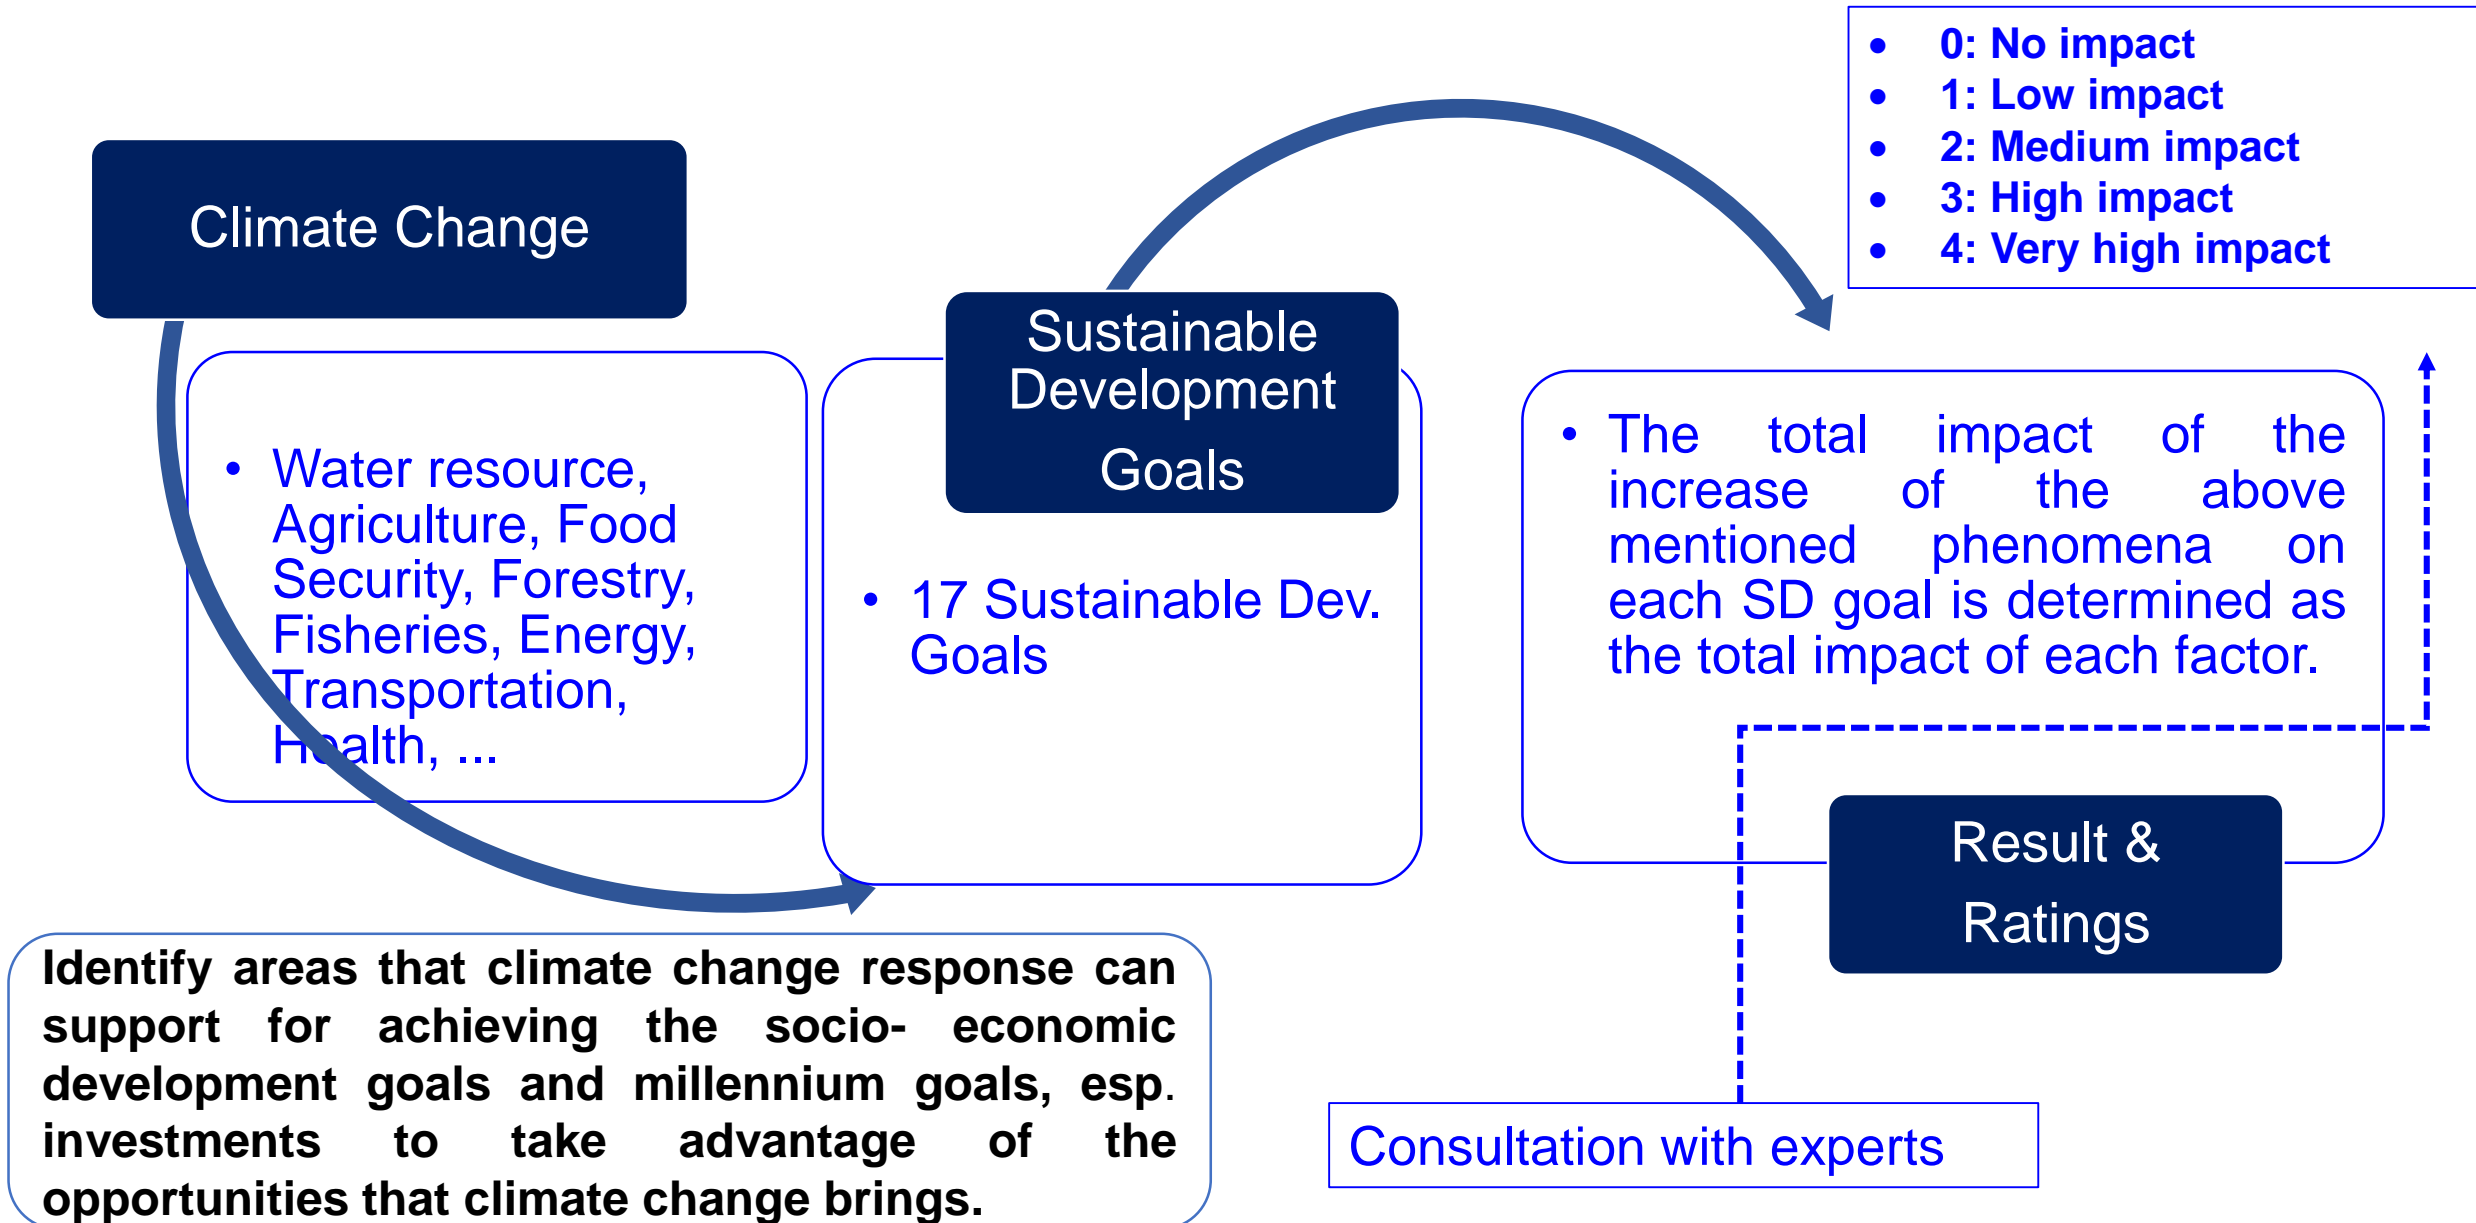 Climate Change
• Water resource,
Agriculture, Food
Security, Forestry,
Fisheries, Energy,
Transportation,
Health, ...
Sustainable
Development
Goals
• 17 Sustainable Dev.
Goals
• 0: No impact
• 1: Low impact
• 2: Medium impact
• 3: High impact
• 4: Very high impact
• The total impact of the
increase of the above
mentioned phenomena on
each SD goal is determined as
the total impact of each factor.
Result &
Ratings
Identify areas that climate change response can
support for achieving the socio- economic
development goals and millennium goals, esp.
investments to take advantage of the
opportunities that climate change brings.
Consultation with experts